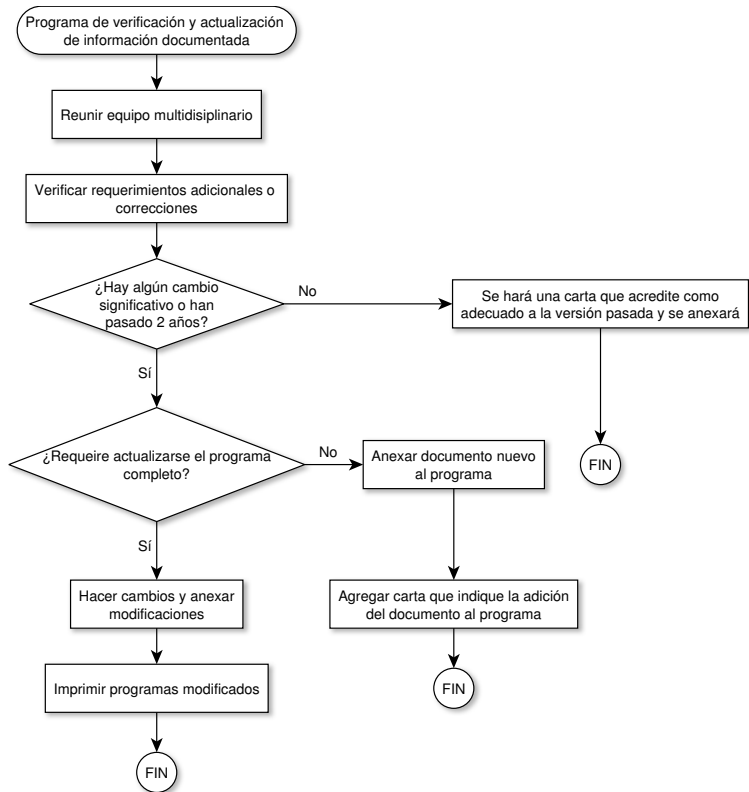 Programa de verificación y actualización
de información documentada
Reunir equipo multidisiplinario
Verificar requerimientos adicionales o
correcciones
¿Hay algún cambio
significativo o han
pasado 2 años?
No
Se hará una carta que acredite como
adecuado a la versión pasada y se anexará
Sí
¿Requeire actualizarse el programa
completo?
No
Anexar documento nuevo
al programa
FIN
Sí
Hacer cambios y anexar
modificaciones
Agregar carta que indique la adición
del documento al programa
Imprimir programas modificados
FIN
FIN